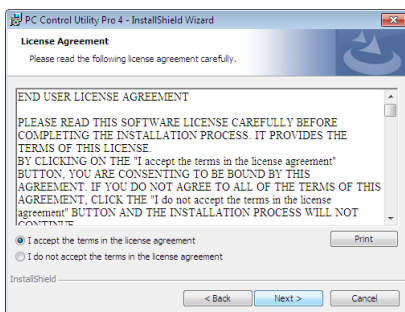 PC Control Utility Pro 4 - InstallShield Wizard
License Agreement
Please read the following license agreement carefully.
END USER LICENSE AGREEMENT
PLEASE READ THIS SOFTWARE LICENSE CAREFULLY BEFORE
COMPLETING THE INSTALLATION PROCESS. IT PROVIDES THE
TERMS OF THIS LICENSE.
BY CLICKING ON THE "I accept the terms in the license agreement"
BUTTON, YOU ARE CONSENTING TO BE BOUND BY THIS
AGREEMENT. IF YOU DO NOT AGREE TO ALL OF THE TERMS OF THIS
AGREEMENT, CLICK THE "I do not accept the terms in the license
agreement" BUTTON AND THE INSTALLATION PROCESS WILL NOT
CONTINUE
I accept the terms in the license agreement
Print
I do not accept the terms in the license agreement
InstallShield
< Back
Next >
Cancel